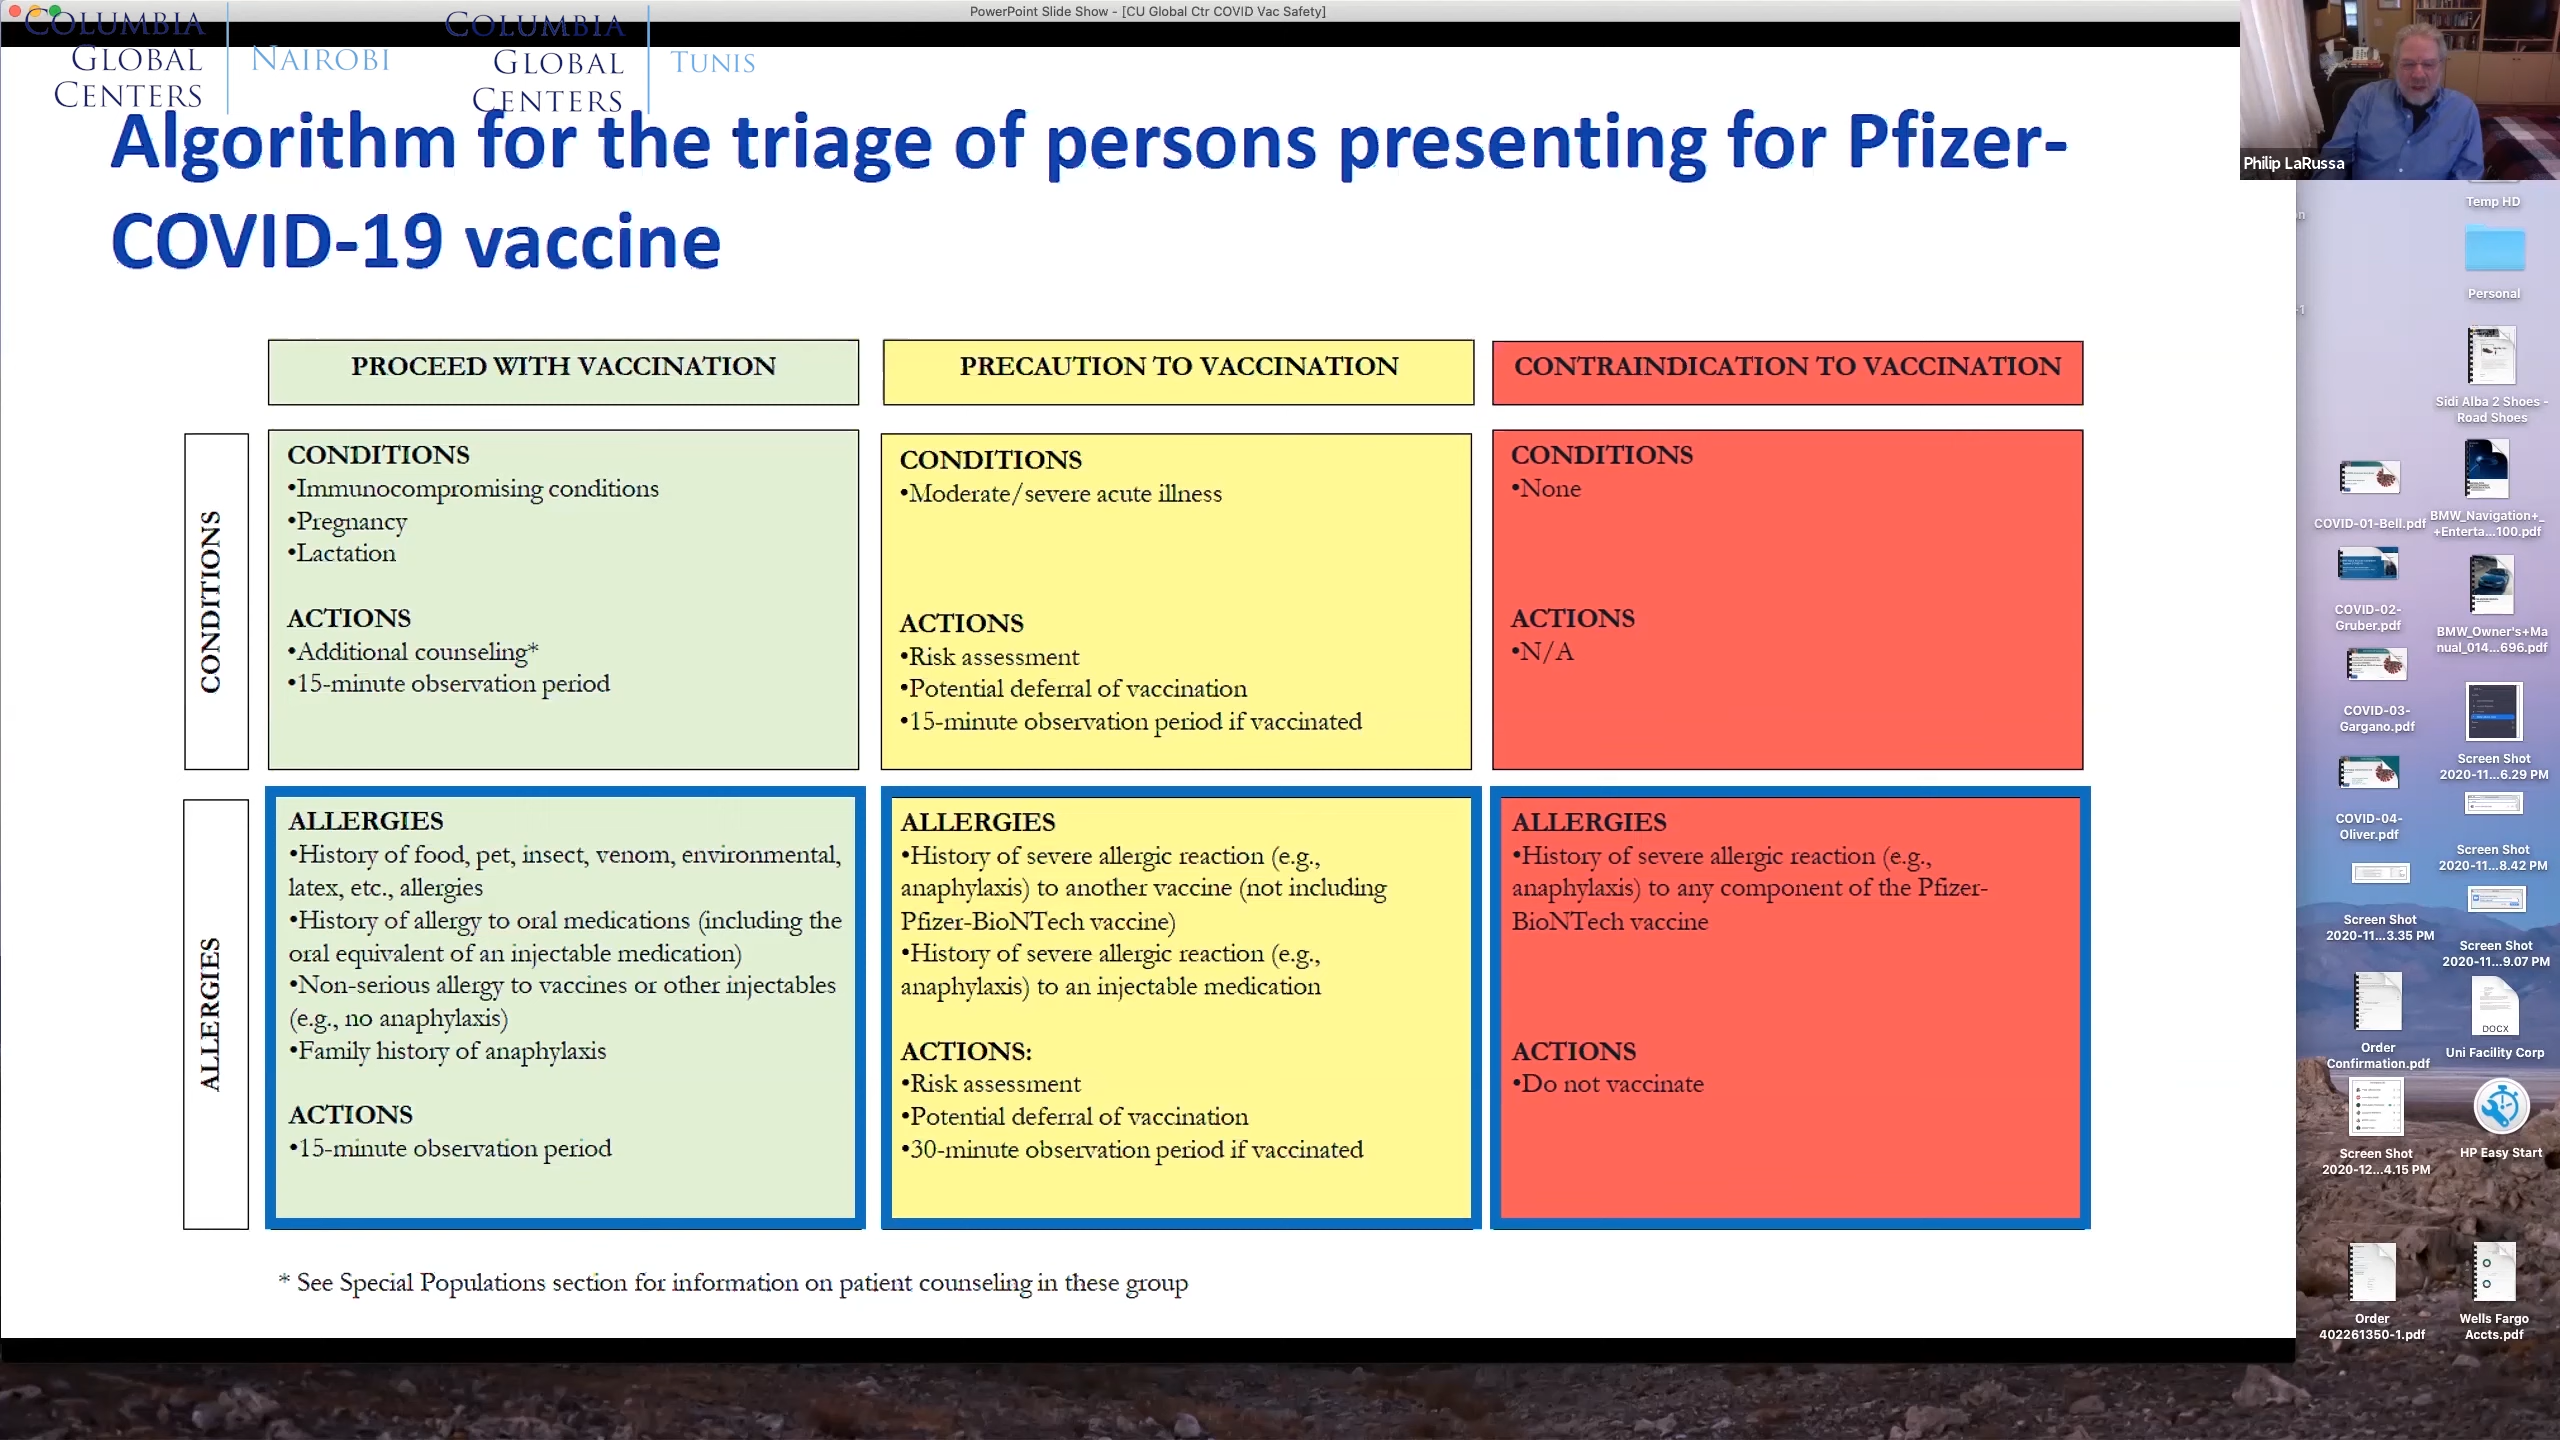 PowerPoint Slide Show - [CU Global Ctr COVID Vac Safety]
COLUMBIA
GLOBAL
CENTERS
NAIROBI
COLUMBIA
GLOBAL
CENTERS
TUNIS
Philip LaRussa
Algorithm for the triage of persons presenting for Pfizer-
COVID-19 vaccine
PROCEED WITH VACCINATION
PRECAUTION TO VACCINATION
CONTRAINDICATION TO VACCINATION
CONDITIONS
CONDITIONS
•Immunocompromising conditions
•Pregnancy
•Lactation
ACTIONS
•Additional counseling*
•15-minute observation period
CONDITIONS
•Moderate/severe acute illness
ACTIONS
•Risk assessment
•Potential deferral of vaccination
•15-minute observation period if vaccinated
CONDITIONS
•None
ACTIONS
•N/A
ALLERGIES
ALLERGIES
•History of food, pet, insect, venom, environmental,
latex, etc., allergies
•History of allergy to oral medications (including the
oral equivalent of an injectable medication)
•Non-serious allergy to vaccines or other injectables
(e.g., no anaphylaxis)
•Family history of anaphylaxis
ACTIONS
•15-minute observation period
ALLERGIES
•History of severe allergic reaction (e.g.,
anaphylaxis) to another vaccine (not including
Pfizer-BioNTech vaccine)
•History of severe allergic reaction (e.g.,
anaphylaxis) to an injectable medication
ACTIONS:
•Risk assessment
•Potential deferral of vaccination
•30-minute observation period if vaccinated
ALLERGIES
•History of severe allergic reaction (e.g.,
anaphylaxis) to any component of the Pfizer-
BioNTech vaccine
ACTIONS
•Do not vaccinate
* See Special Populations section for information on patient counseling in these group
Temp HD
Personal
Sidi Alba 2 Shoes -
Road Shoes
COVID-01-Bell.pdf
BMW_Navigation+_
+Enterta...100.pdf
COVID-02-
Gruber.pdf
BMW_Owner's+Ma
nual_014...696.pdf
COVID-03-
Gargano.pdf
Screen Shot
2020-11...6.29 PM
COVID-04-
Oliver.pdf
Screen Shot
2020-11...8.42 PM
Screen Shot
2020-11...3.35 PM
Screen Shot
2020-11...9.07 PM
Order
Confirmation.pdf
DOCX
Uni Facility Corp
Screen Shot
2020-12...4.15 PM
HP Easy Start
Order
402261350-1.pdf
Wells Fargo
Accts.pdf